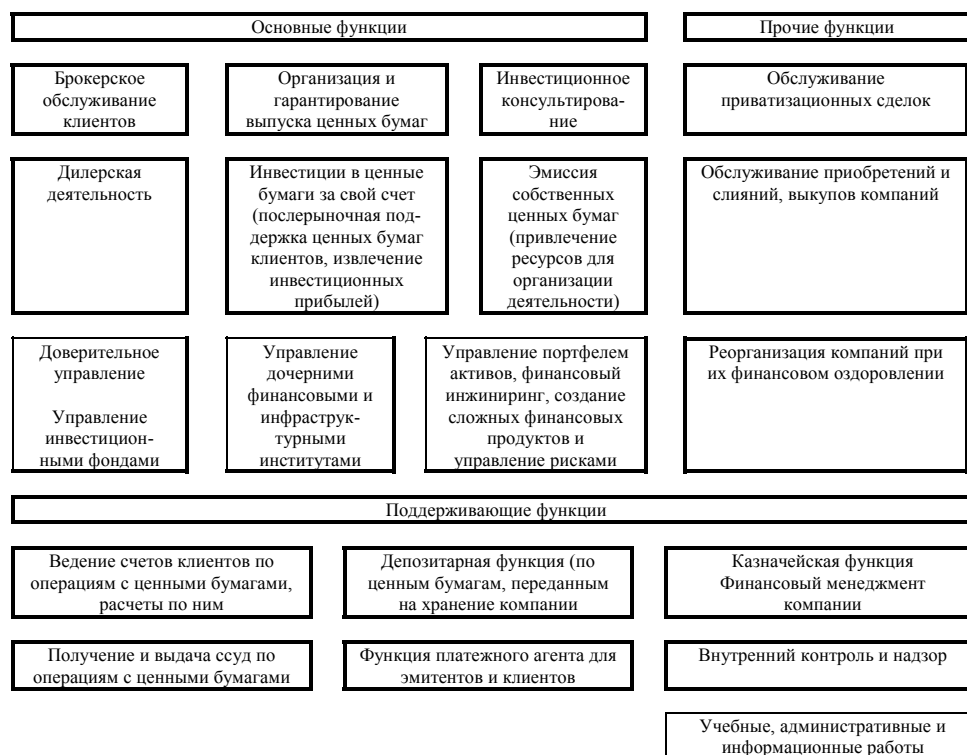 Основные функции
Прочие функции
Брокерское
обслуживание
клиентов
Организация и
гарантирование
выпуска ценных бумаг
Инвестиционное
консультирова-
ние
Обслуживание
приватизационных сделок
Дилерская
деятельность
Инвестиции в ценные
бумаги за свой счет
(послерыночная под-
держка ценных бумаг
клиентов, извлечение
инвестиционных
прибылей)
Эмиссия
собственных
ценных бумаг
(привлечение
ресурсов для
организации
деятельности)
Обслуживание приобретений и
слияний, выкупов компаний
Доверительное
управление
Управление
инвестицион-
ными фондами
Управление
дочерними
финансовыми и
инфраструк-
турными
институтами
Управление портфелем
активов, финансовый
инжиниринг, создание
сложных финансовых
продуктов и
управление рисками
Реорганизация компаний при
их финансовом оздоровлении
Поддерживающие функции
Ведение счетов клиентов по
операциям с ценными бумагами,
расчеты по ним
Депозитарная функция (по
ценным бумагам, переданным
на хранение компании
Казначейская функция
Финансовый менеджмент
компании
Получение и выдача ссуд по
операциям с ценными бумагами
Функция платежного агента для
эмитентов и клиентов
Внутренний контроль и надзор
Учебные, административные и
информационные работы